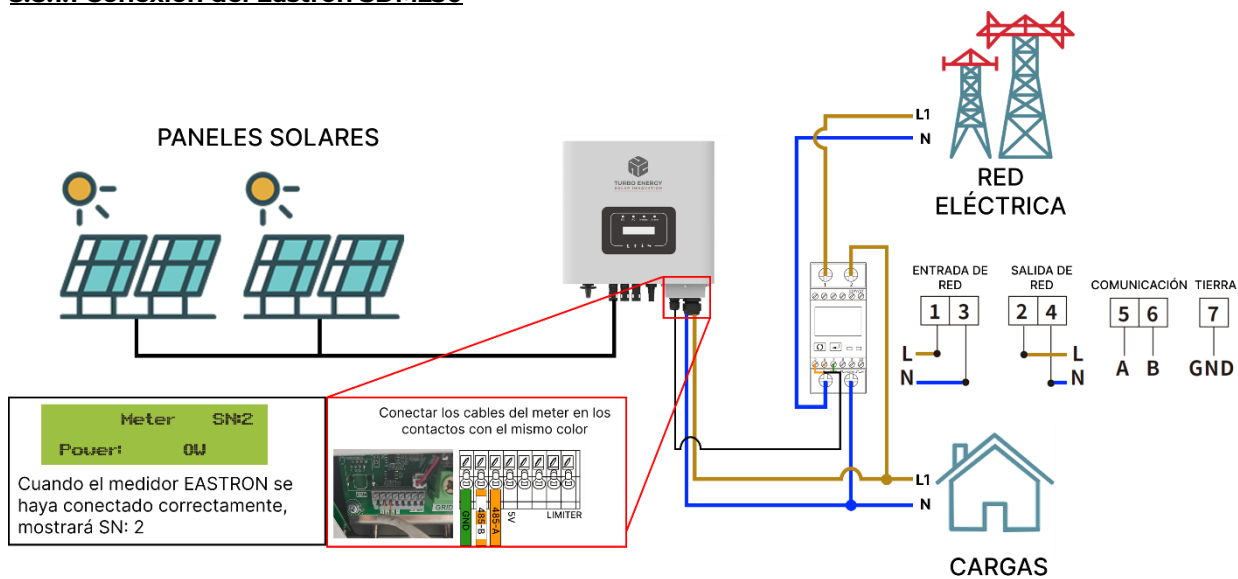 PANELES SOLARES
TURBO ENERGY
L1
N
RED
ELÉCTRICA
1 2
ENTRADA DE
RED
SALIDA DE
RED
COMUNICACIÓN
TIERRA
1 3
2 4
5 6
7
L
N
L
N
A B
GND
Meter SN:2
Power: 0W
Cuando el medidor EASTRON se
haya conectado correctamente,
mostrará SN: 2
Conectar los cables del meter en los
contactos con el mismo color
GRID
GND
485-B
485-A
5V
LIMITER
L1
N
CARGAS